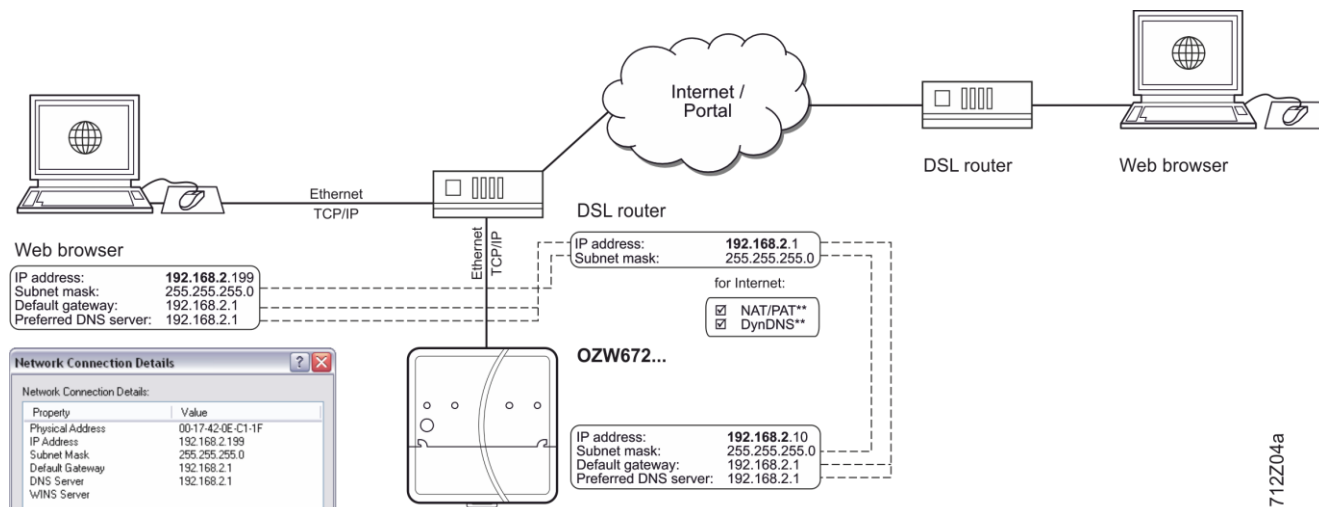 Internet /
Portal
DSL router
Web browser
Ethernet
TCP/IP
DSL router
Ethernet
TCP/IP
Web browser
IP address: 192.168.2.199
Subnet mask: 255.255.255.0
Default gateway: 192.168.2.1
Preferred DNS server: 192.168.2.1
IP address: 192.168.2.1
Subnet mask: 255.255.255.0
for Internet:
☑ NAT/PAT**
☑ DynDNS**
OZW672...
Network Connection Details
Network Connection Details:
Property Value
Physical Address 00-17-42-0E-C1-1F
IP Address 192.168.2.199
Subnet Mask 255.255.255.0
Default Gateway 192.168.2.1
DNS Server 192.168.2.1
WINS Server
IP address: 192.168.2.10
Subnet mask: 255.255.255.0
Default gateway: 192.168.2.1
Preferred DNS server: 192.168.2.1
712Z04a